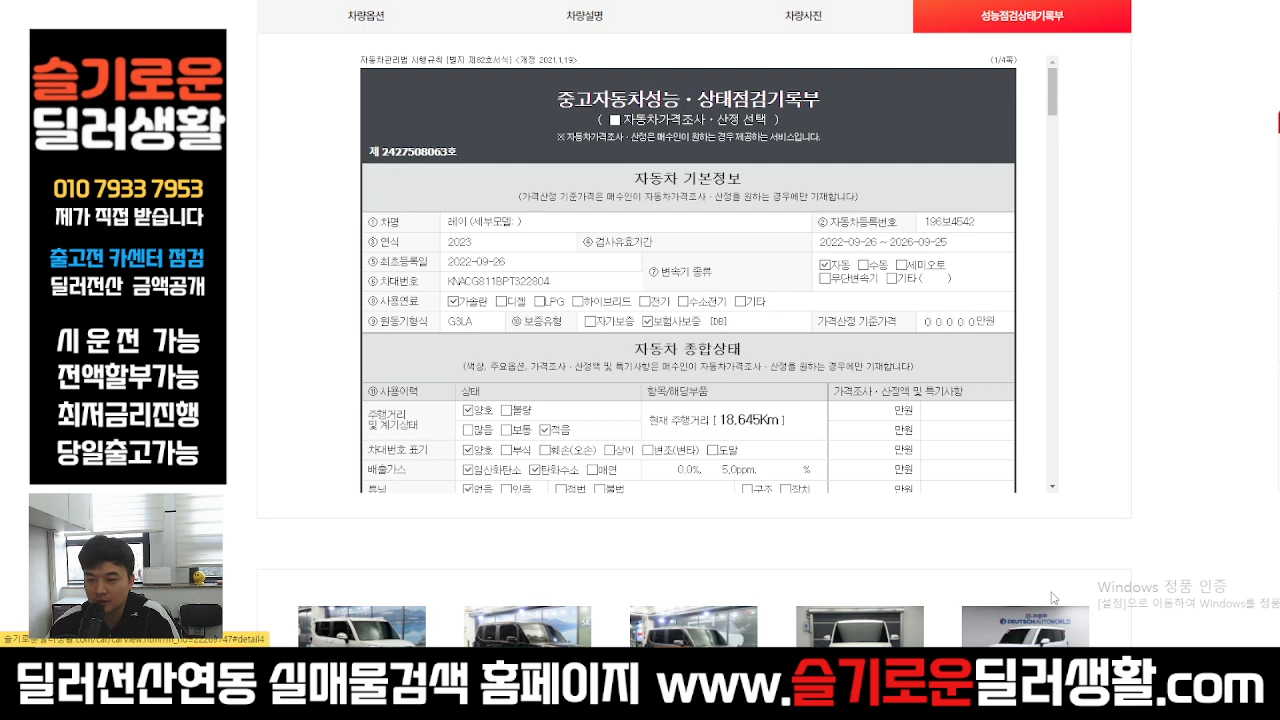 차량옵션
차량설명
차량사진
성능점검상태기록부
슬기로운
딜러생활
010 7933 7953
제가 직접 받습니다
출고전 카센터 점검
딜러전산 금액공개
시 운 전 가능
전액할부가능
최저금리진행
당일출고가능
자동차관리법 시행규칙 [별지 제82호서식] <개정 2021.1.19>
(1/4쪽)
중고자동차성능 · 상태점검기록부
( 자동차가격조사 · 산정 선택 )
※ 자동차가격조사 · 산정은 매수인이 원하는 경우 제공하는 서비스입니다.
제 2427508063호
자동차 기본정보
(가격산정 기준가격은 매수인이 자동차가격조사 · 산정을 원하는 경우에만 기재합니다)
① 차명 레이 (세부모델: ) ② 자동차등록번호 196보4542
③ 연식 2023 ④ 검사유효기간 2022-09-26 ~ 2026-09-25
⑤ 최초등록일 2022-09-26
⑦ 변속기 종류 자동 수동 세미오토
무단변속기 기타 ( )
⑥ 차대번호 KNACG811BPT322804
⑧ 사용연료 가솔린 디젤 LPG 하이브리드 전기 수소전기 기타
⑨ 원동기형식 G3LA ⑩ 보증유형 자가보증 보험사보증 [DB] 가격산정 기준가격 0 0 0 0 0 만원
자동차 종합상태
(색상, 주요옵션, 가격조사 · 산정액 및 특기사항은 매수인이 자동차가격조사 · 산정을 원하는 경우에만 기재합니다)
⑪ 사용이력 상태 항목/해당부품 가격조사 · 산정액 및 특기사항
주행거리
및 계기상태
양호 불량
현재 주행거리 [ 18,645Km ]
만원
많음 보통 적음
만원
차대번호 표기 양호 부식 훼손(오손) 상이 변조(변타) 도말 만원
배출가스 일산화탄소 탄화수소 매연 0.0%, 5.0ppm, % 만원
튜닝 없음 있음 적법 불법 구조 장치 만원
Windows 정품 인증
[설정]으로 이동하여 Windows를 정품
DEUTSCH AUTOWORLD
딜러전산연동 실매물검색 홈페이지 www.슬기로운딜러생활.com